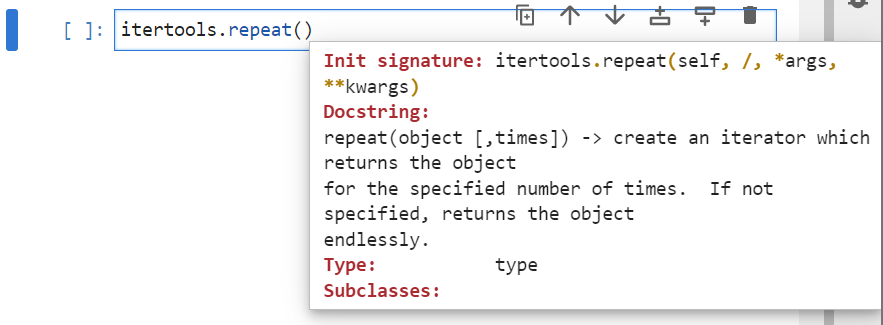 [ ]: itertools.repeat()
Init signature: itertools.repeat(self, /, *args,
**kwargs)
Docstring:
repeat(object [,times]) -> create an iterator which
returns the object
for the specified number of times.  If not
specified, returns the object
endlessly.
Type:           type
Subclasses: